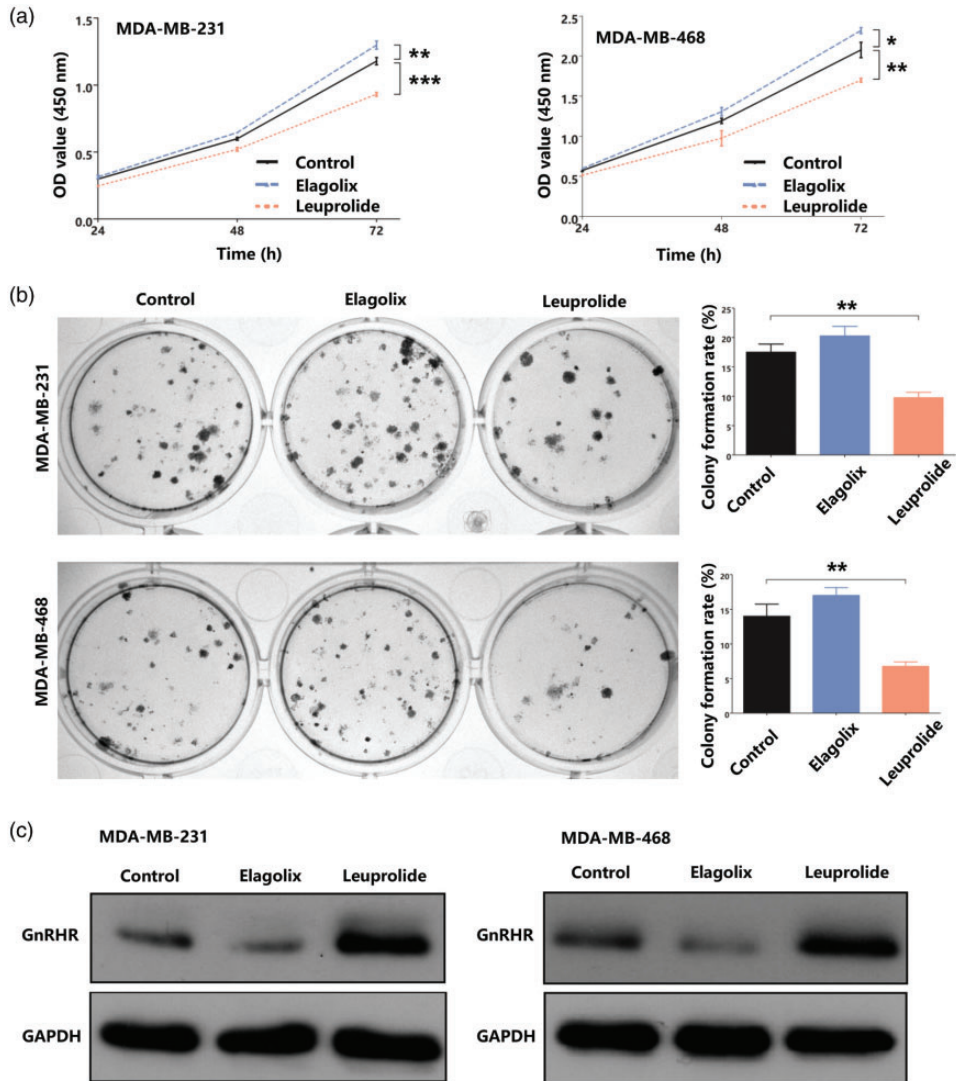 (a)
MDA-MB-231
OD value (450 nm)
1.5
1.0
0.5
0.0
24
48
72
Time (h)
**
***
Control
Elagolix
Leuprolide
MDA-MB-468
OD value (450 nm)
2.5
2.0
1.5
1.0
0.5
0.0
24
48
72
Time (h)
*
**
Control
Elagolix
Leuprolide
(b)
Control Elagolix Leuprolide
MDA-MB-231
Colony formation rate (%)
25
20
15
10
5
0
**
Control
Elagolix
Leuprolide
MDA-MB-468
Colony formation rate (%)
20
15
10
5
0
**
Control
Elagolix
Leuprolide
(c)
MDA-MB-231
Control Elagolix Leuprolide
GnRHR
GAPDH
MDA-MB-468
Control Elagolix Leuprolide
GnRHR
GAPDH